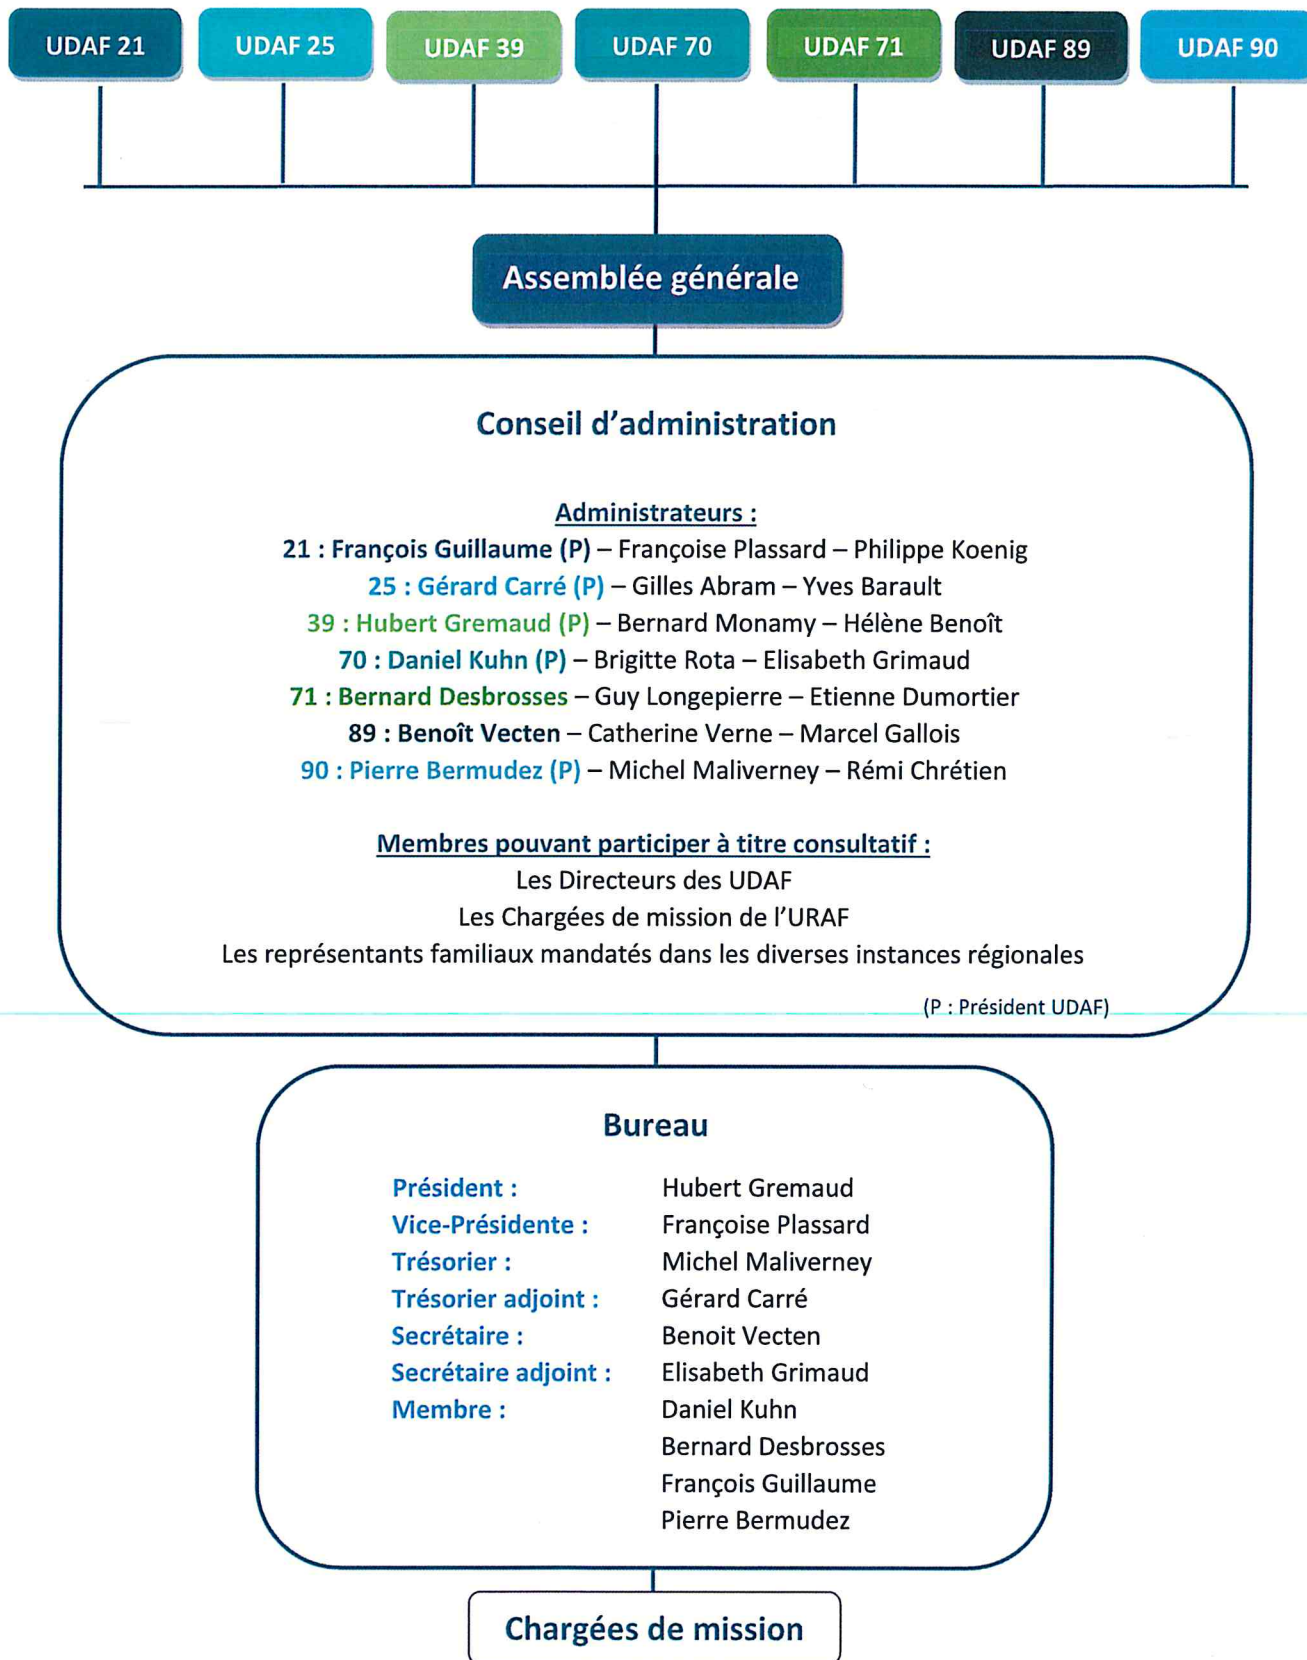 UDAF 21 UDAF 25 UDAF 39 UDAF 70 UDAF 71 UDAF 89 UDAF 90
Assemblée générale
Conseil d’administration
Administrateurs :
21 : François Guillaume (P) – Françoise Plassard – Philippe Koenig
25 : Gérard Carré (P) – Gilles Abram – Yves Barault
39 : Hubert Gremaud (P) – Bernard Monamy – Hélène Benoît
70 : Daniel Kuhn (P) – Brigitte Rota – Elisabeth Grimaud
71 : Bernard Desbrosses – Guy Longepierre – Etienne Dumortier
89 : Benoît Vecten – Catherine Verne – Marcel Gallois
90 : Pierre Bermudez (P) – Michel Maliverney – Rémi Chrétien
Membres pouvant participer à titre consultatif :
Les Directeurs des UDAF
Les Chargées de mission de l’URAF
Les représentants familiaux mandatés dans les diverses instances régionales
(P : Président UDAF)
Bureau
Président : Hubert Gremaud
Vice-Présidente : Françoise Plassard
Trésorier : Michel Maliverney
Trésorier adjoint : Gérard Carré
Secrétaire : Benoit Vecten
Secrétaire adjoint : Elisabeth Grimaud
Membre : Daniel Kuhn
Bernard Desbrosses
François Guillaume
Pierre Bermudez
Chargées de mission